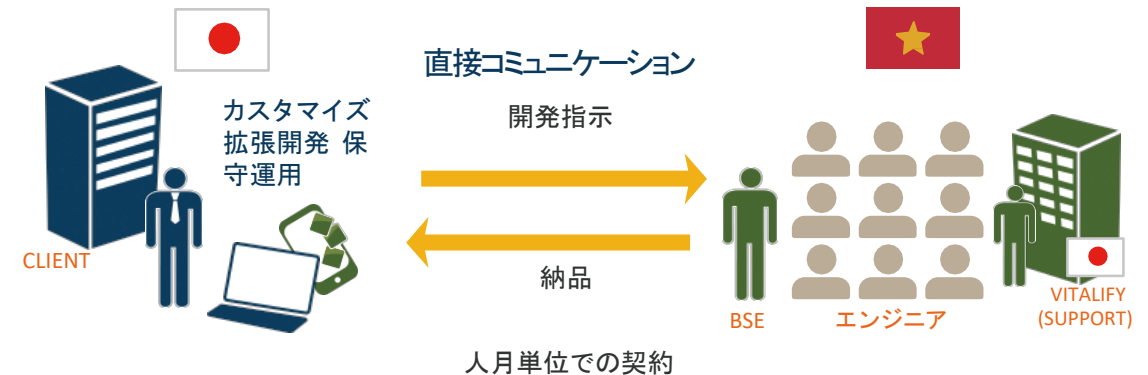 直接コミュニケーション
カスタマイズ
拡張開発 保
守運用
開発指示
CLIENT
納品
BSE
エンジニア
VITALIFY
(SUPPORT)
人月単位での契約